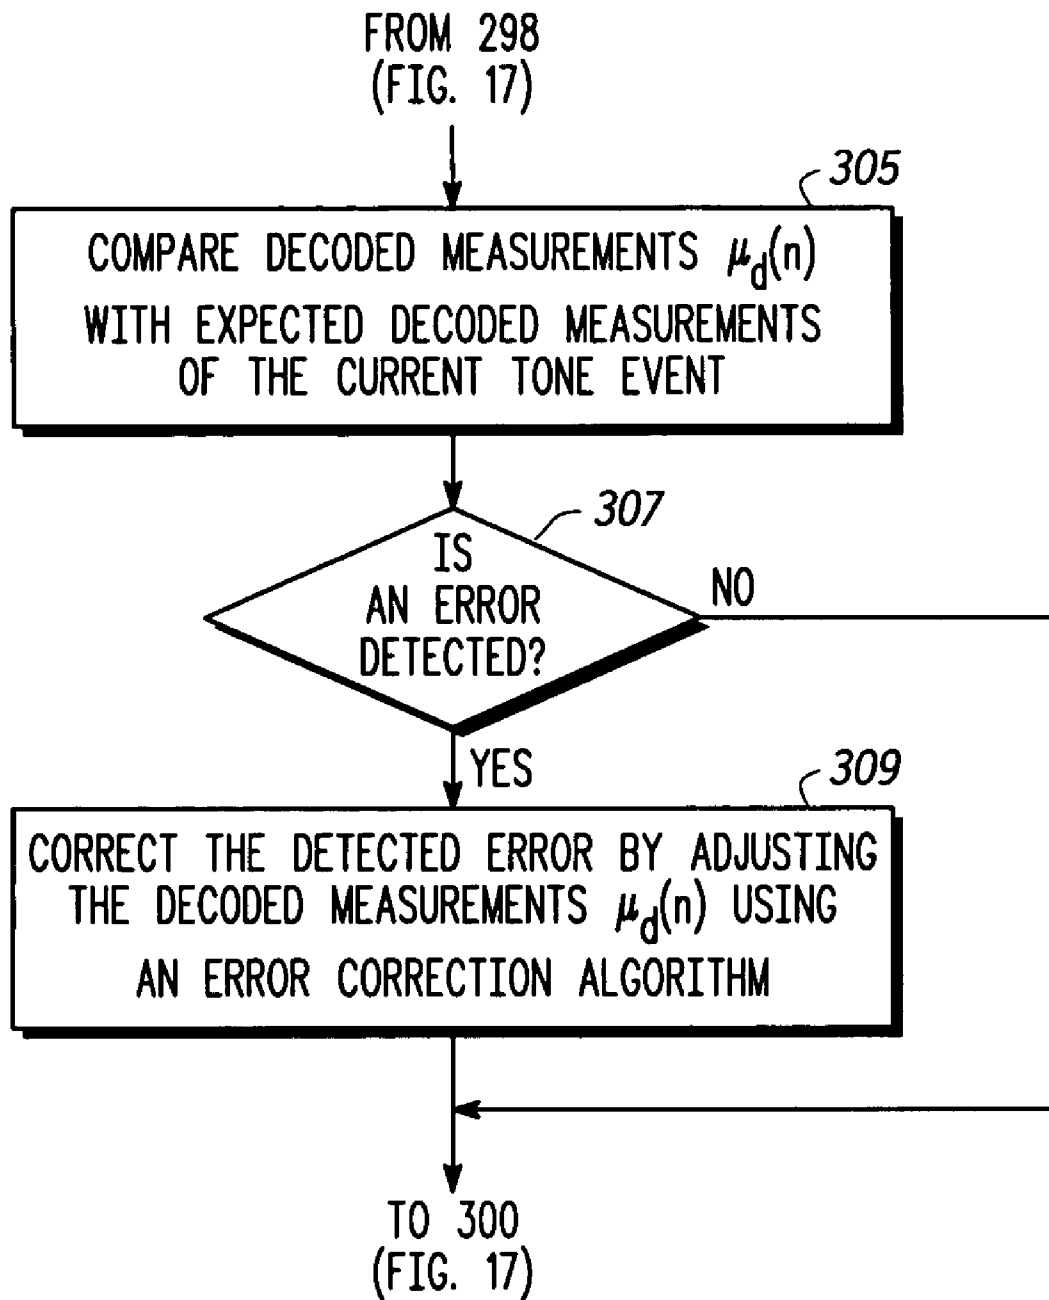 FROM 298
(FIG. 17)
305
COMPARE DECODED MEASUREMENTS μd(n)
WITH EXPECTED DECODED MEASUREMENTS
OF THE CURRENT TONE EVENT
307
IS
AN ERROR
DETECTED?
NO
YES
309
CORRECT THE DETECTED ERROR BY ADJUSTING
THE DECODED MEASUREMENTS μd(n) USING
AN ERROR CORRECTION ALGORITHM
TO 300
(FIG. 17)